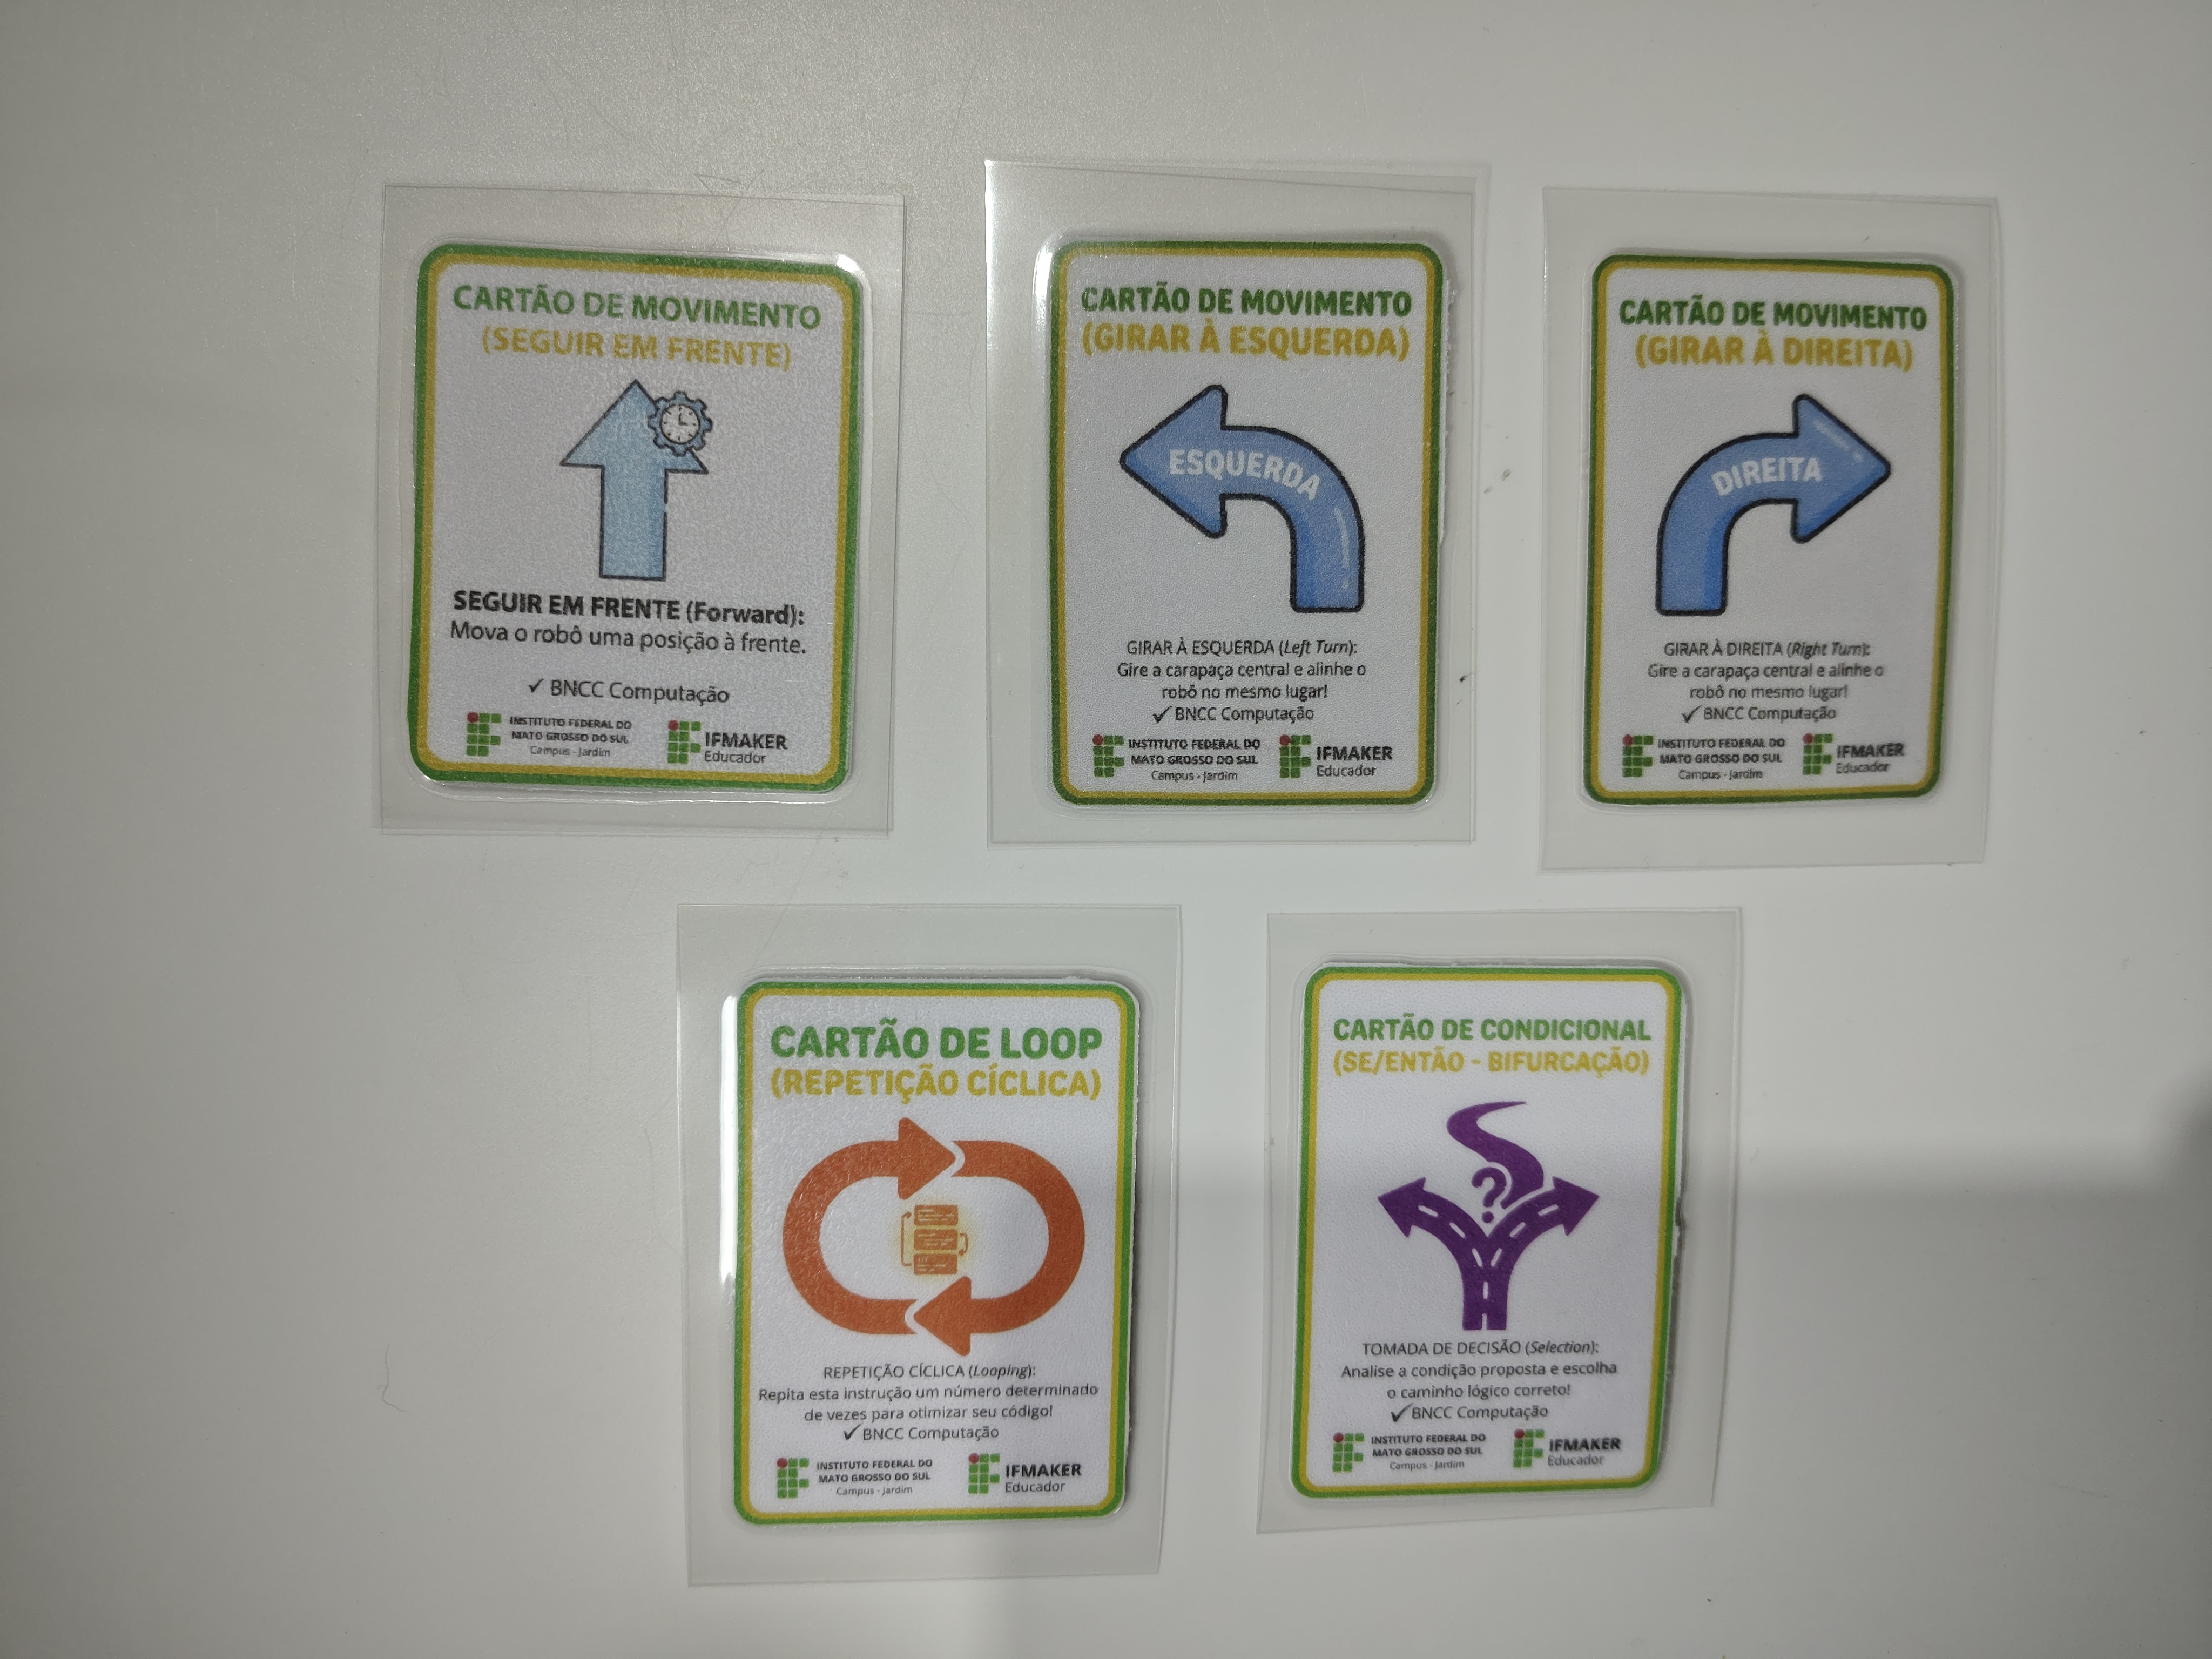 CARTÃO DE MOVIMENTO
(SEGUIR EM FRENTE)
SEGUIR EM FRENTE (Forward):
Mova o robô uma posição à frente.
✓ BNCC Computação
INSTITUTO FEDERAL DO
MATO GROSSO DO SUL
Campus - Jardim
IFMAKER
Educador
CARTÃO DE MOVIMENTO
(GIRAR À ESQUERDA)
ESQUERDA
GIRAR À ESQUERDA (Left Turn):
Gire a carapaça central e alinhe o
robô no mesmo lugar!
✓ BNCC Computação
INSTITUTO FEDERAL DO
MATO GROSSO DO SUL
Campus - Jardim
IFMAKER
Educador
CARTÃO DE MOVIMENTO
(GIRAR À DIREITA)
DIREITA
GIRAR À DIREITA (Right Turn):
Gire a carapaça central e alinhe o
robô no mesmo lugar!
✓ BNCC Computação
INSTITUTO FEDERAL DO
MATO GROSSO DO SUL
Campus - Jardim
IFMAKER
Educador
CARTÃO DE LOOP
(REPETIÇÃO CÍCLICA)
REPETIÇÃO CÍCLICA (Looping):
Repita esta instrução um número determinado
de vezes para otimizar seu código!
✓ BNCC Computação
INSTITUTO FEDERAL DO
MATO GROSSO DO SUL
Campus - Jardim
IFMAKER
Educador
CARTÃO DE CONDICIONAL
(SE/ENTÃO - BIFURCAÇÃO)
?
TOMADA DE DECISÃO (Selection):
Analise a condição proposta e escolha
o caminho lógico correto!
✓ BNCC Computação
INSTITUTO FEDERAL DO
MATO GROSSO DO SUL
Campus - Jardim
IFMAKER
Educador